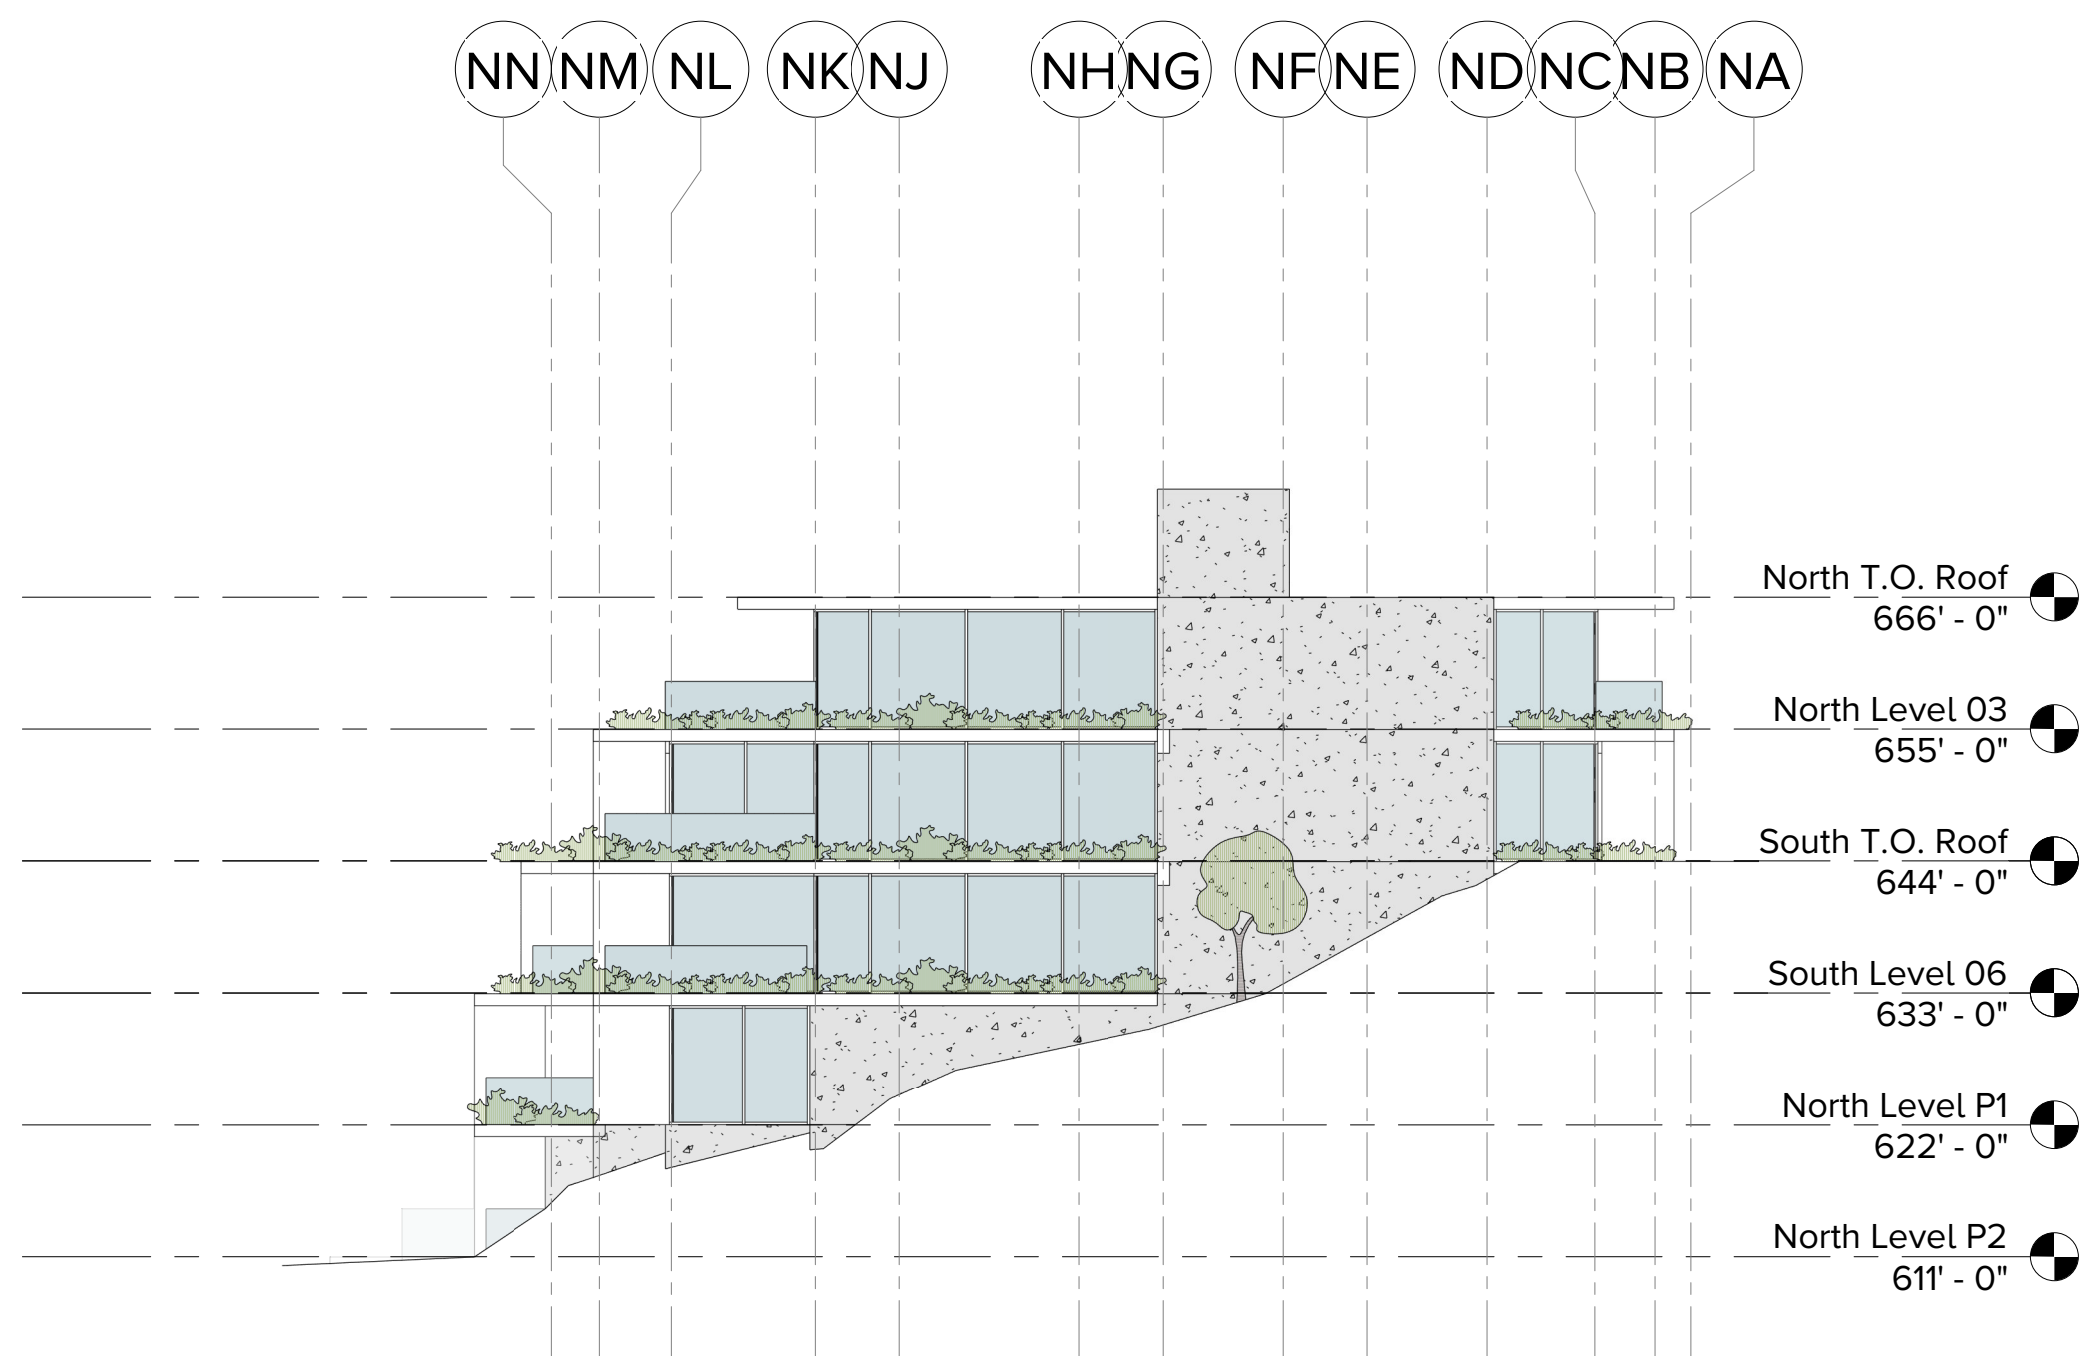 NN NM NL NK NJ NH NG NF NE ND NC NB NA
North T.O. Roof
666' - 0"
North Level 03
655' - 0"
South T.O. Roof
644' - 0"
South Level 06
633' - 0"
North Level P1
622' - 0"
North Level P2
611' - 0"